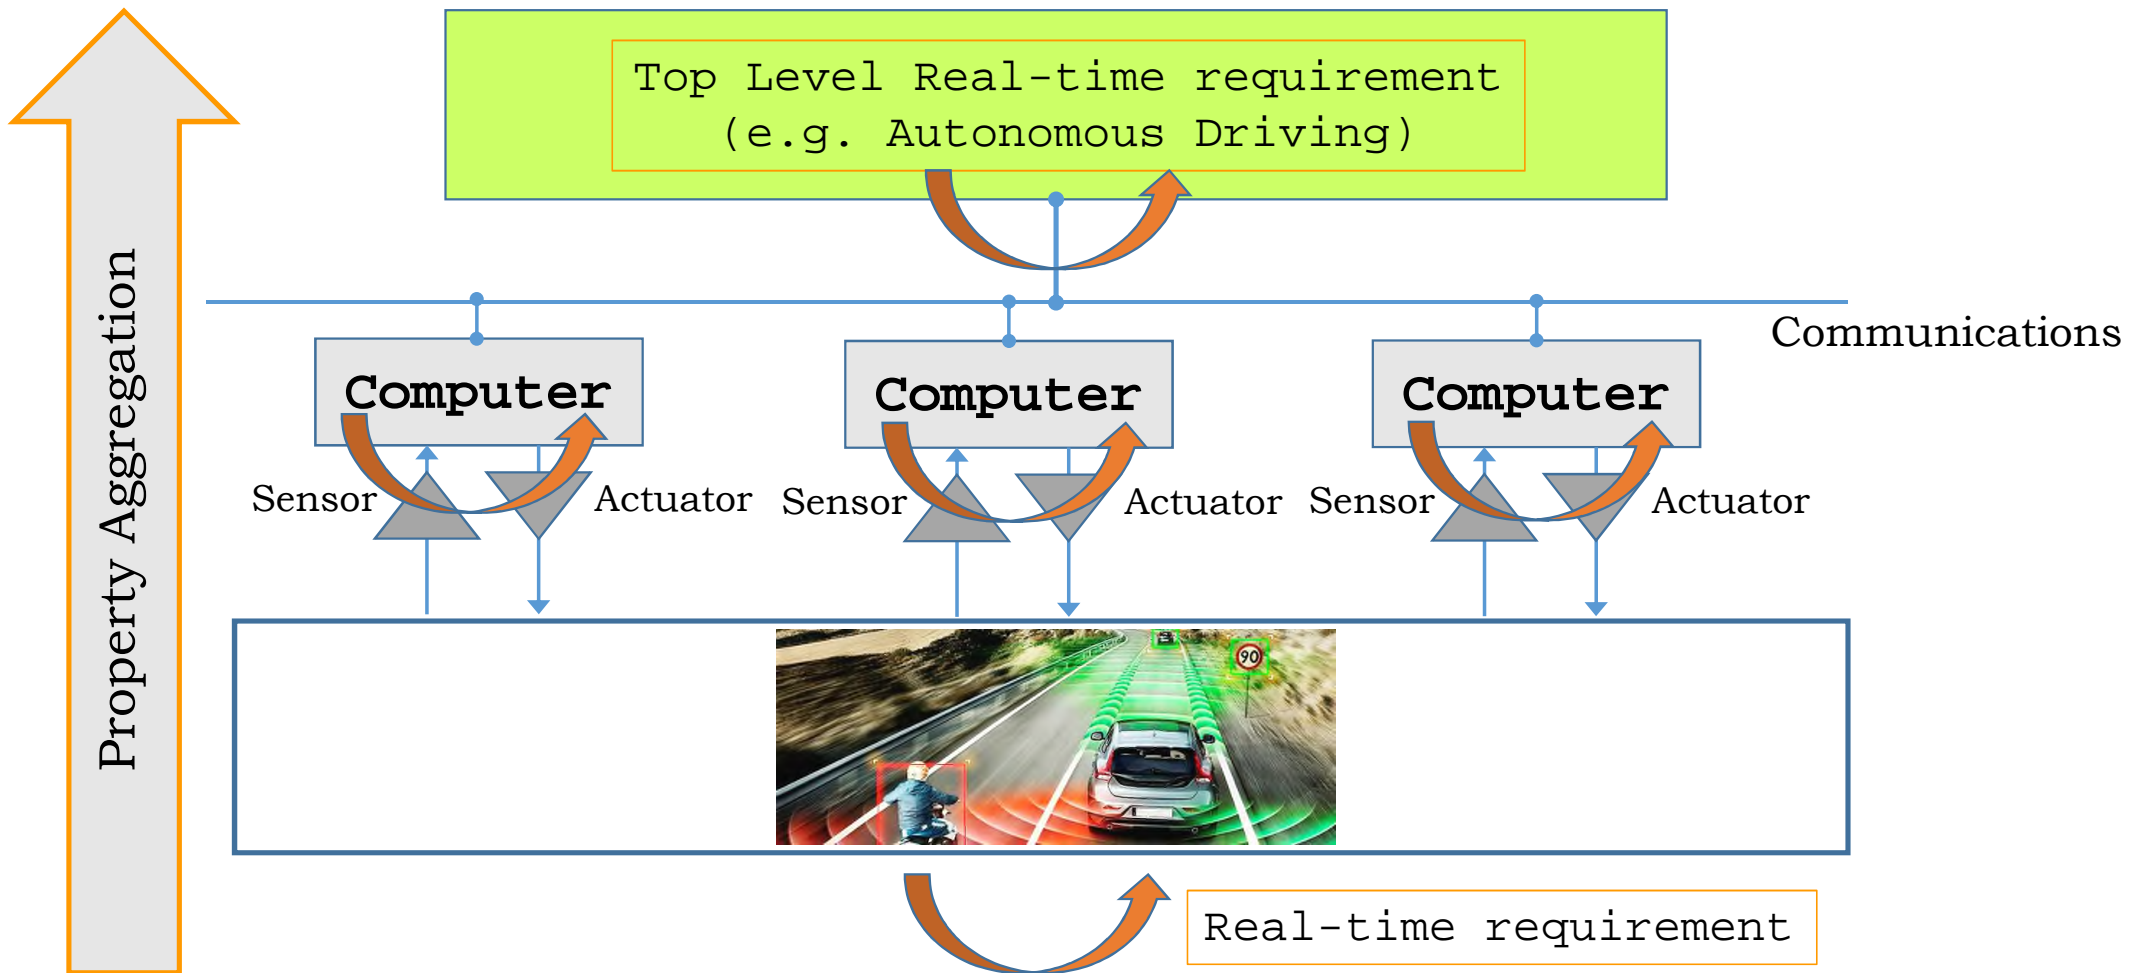 Top Level Real-time requirement
(e.g. Autonomous Driving)
Property Aggregation
Communications
Computer
Computer
Computer
Sensor
Actuator
Sensor
Actuator
Sensor
Actuator
90
Real-time requirement